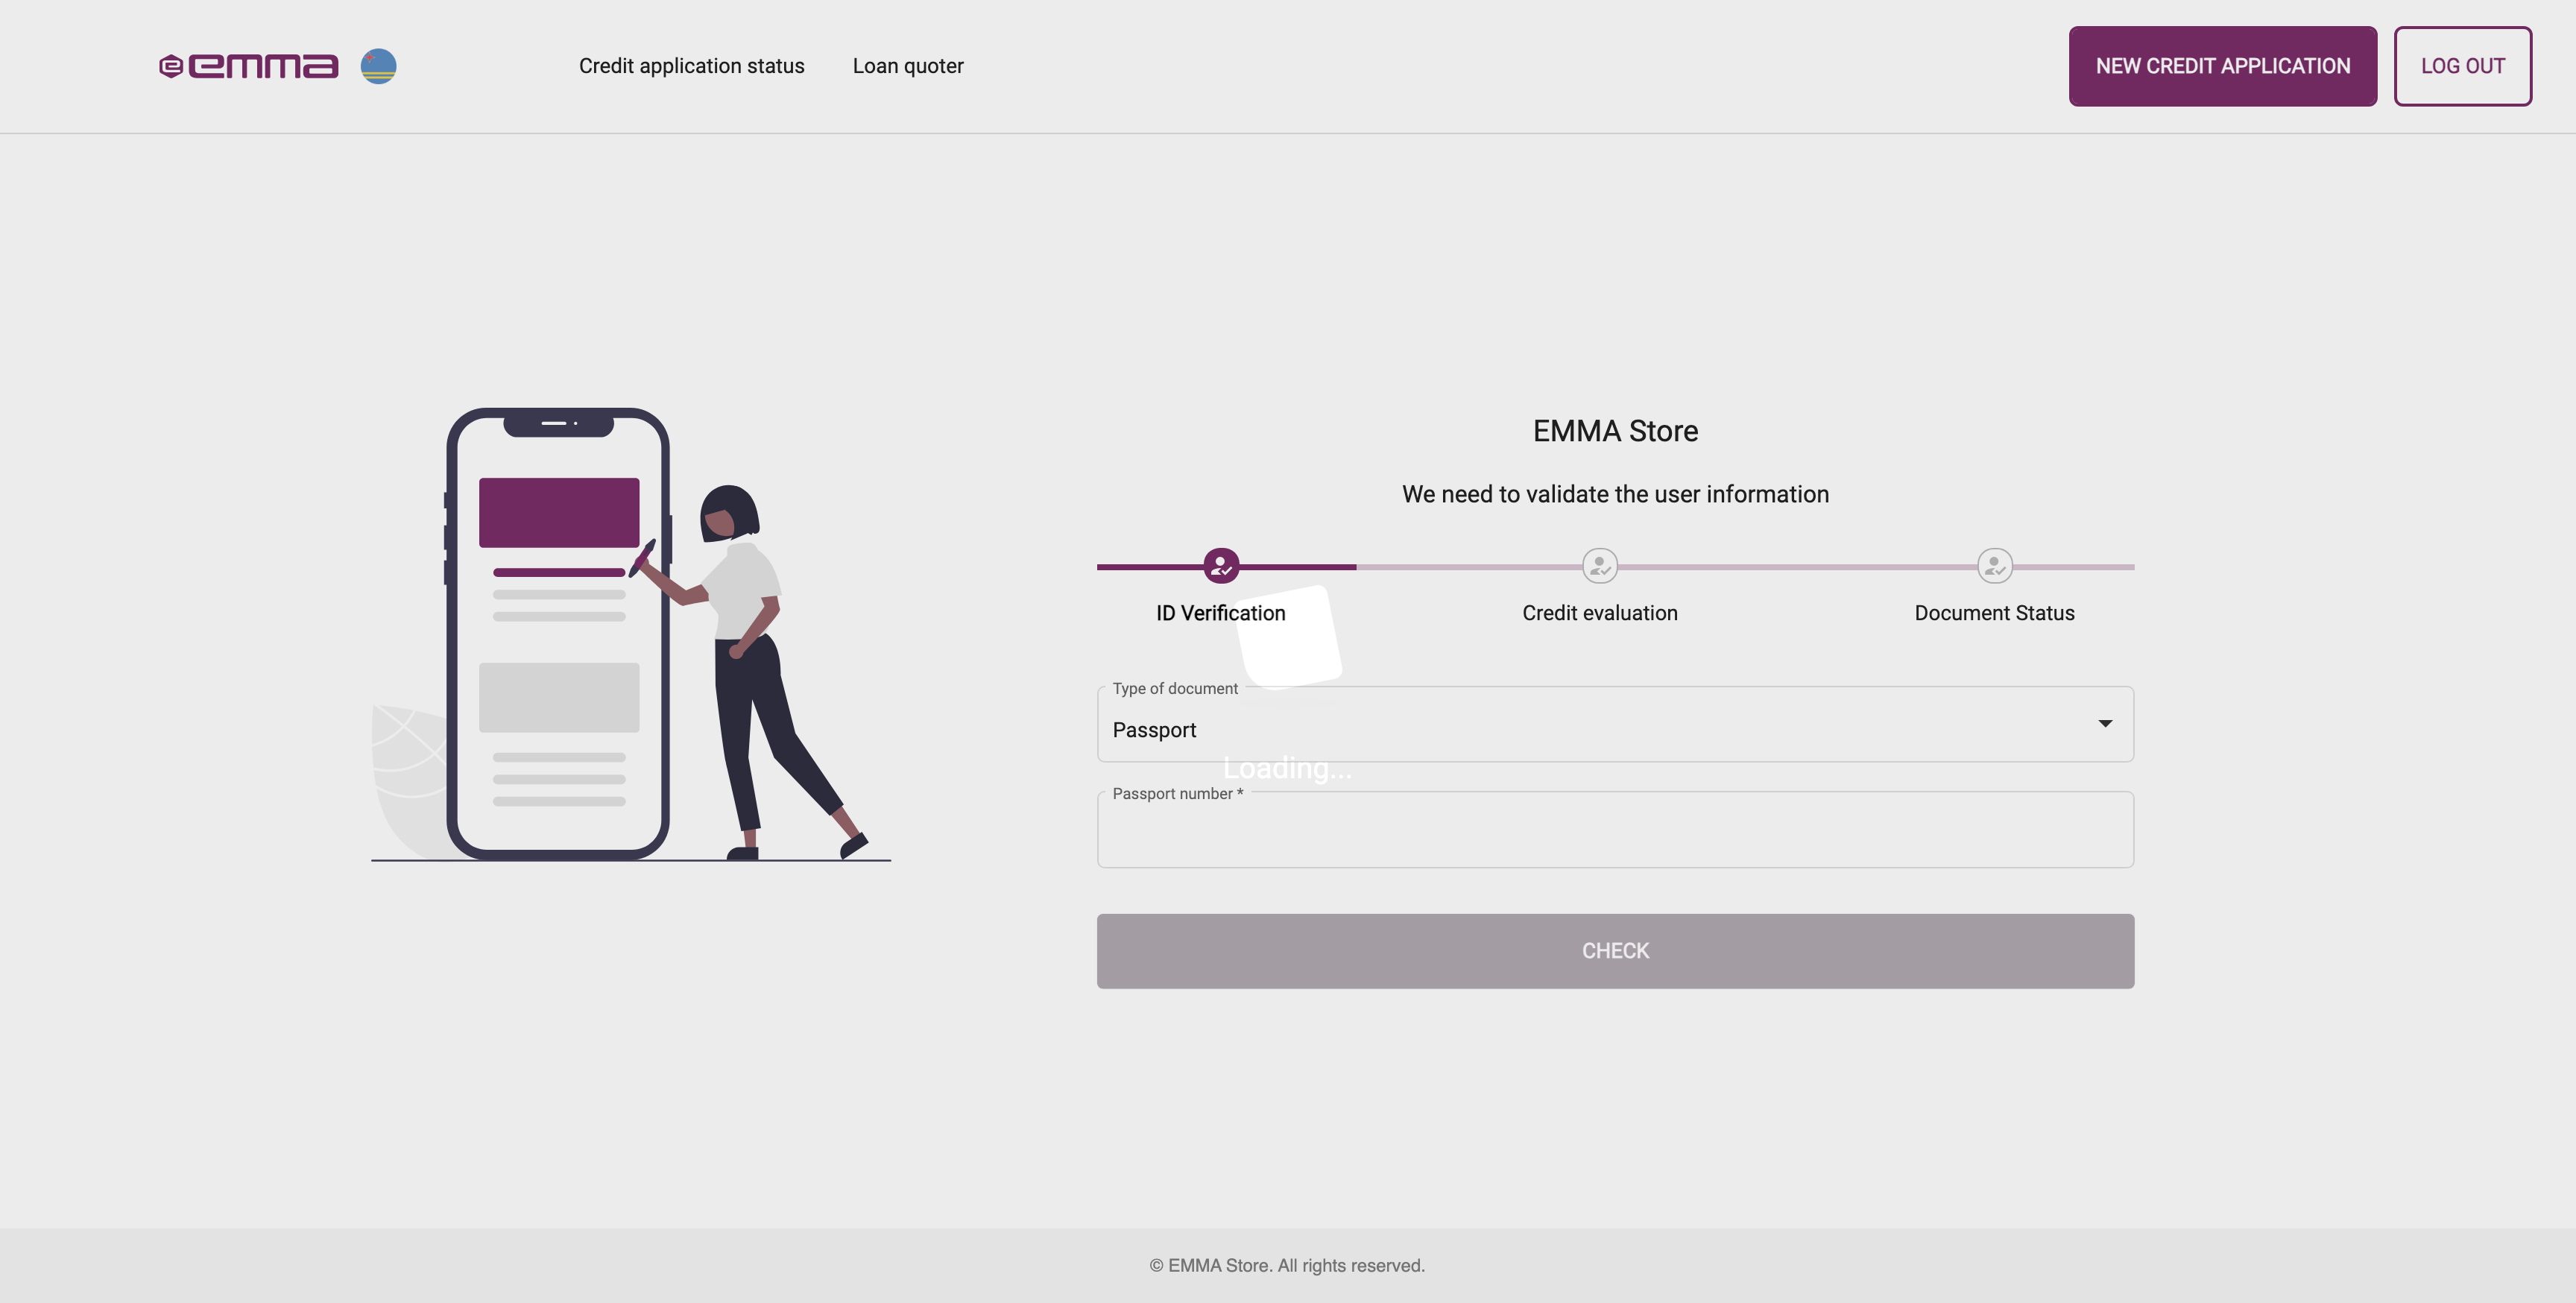 emma
Credit application status
Loan quoter
NEW CREDIT APPLICATION
LOG OUT
EMMA Store
We need to validate the user information
ID Verification
Credit evaluation
Document Status
Type of document
Passport
Loading...
Passport number *
CHECK
© EMMA Store. All rights reserved.